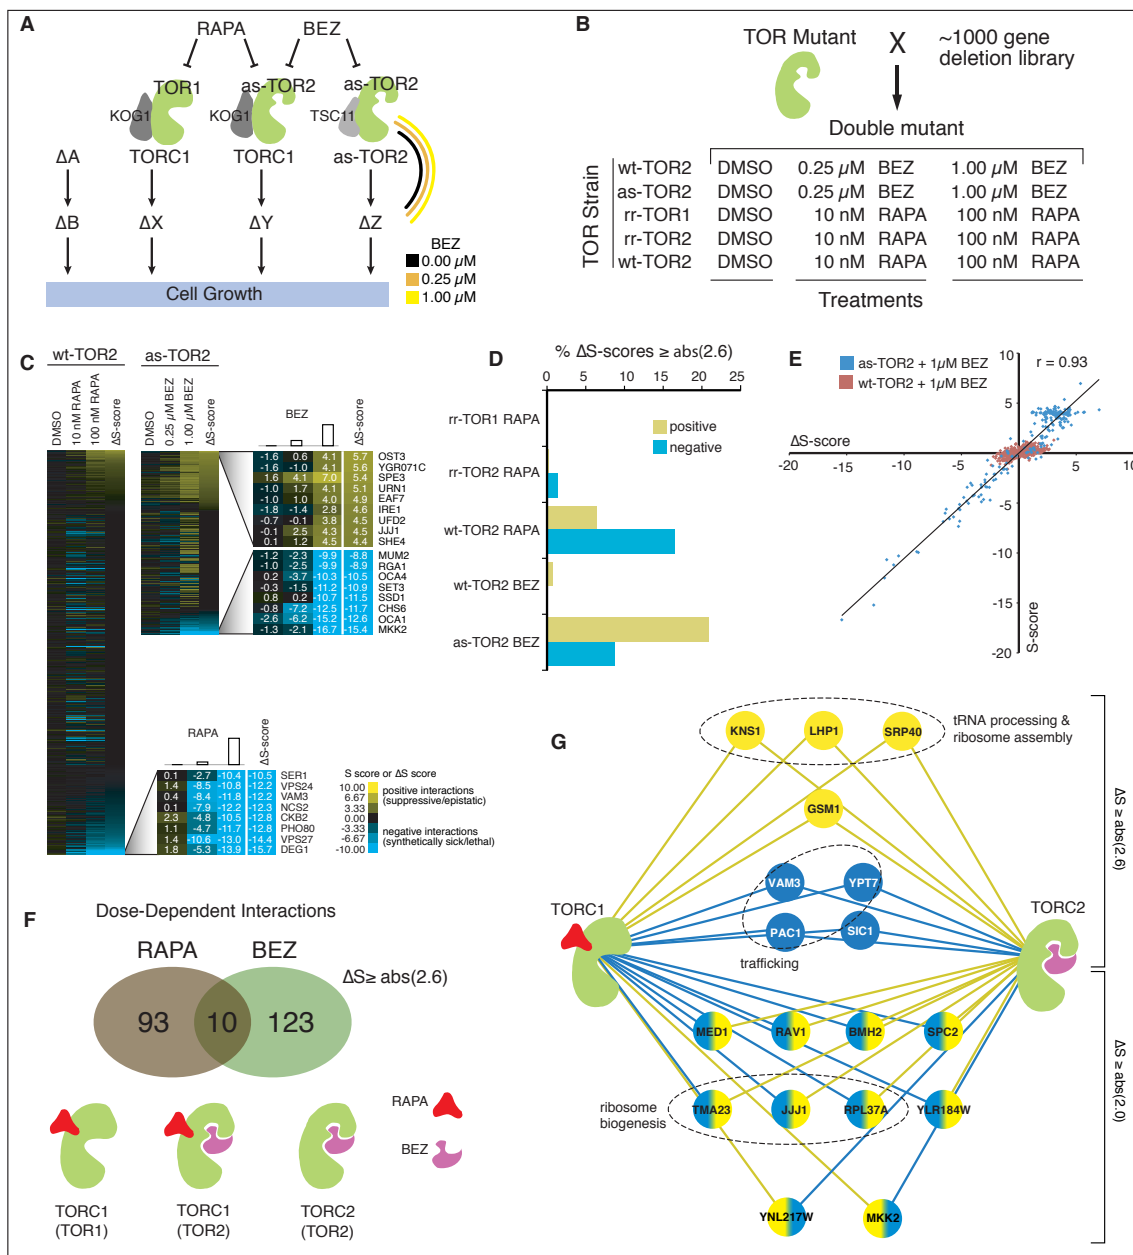 A
RAPA BEZ
TOR1 as-TOR2 as-TOR2
KOG1 KOG1 TSC11
ΔA TORC1 TORC1 as-TOR2
ΔB ΔX ΔY ΔZ
Cell Growth
BEZ
0.00 µM
0.25 µM
1.00 µM
B
TOR Mutant X ~1000 gene
deletion library
Double mutant
TOR Strain
wt-TOR2 DMSO 0.25 µM BEZ 1.00 µM BEZ
as-TOR2 DMSO 0.25 µM BEZ 1.00 µM BEZ
rr-TOR1 DMSO 10 nM RAPA 100 nM RAPA
rr-TOR2 DMSO 10 nM RAPA 100 nM RAPA
wt-TOR2 DMSO 10 nM RAPA 100 nM RAPA
Treatments
C
wt-TOR2 as-TOR2
DMSO 10 nM RAPA 100 nM RAPA ΔS-score
DMSO 0.25 µM BEZ 1.00 µM BEZ ΔS-score
BEZ ΔS-score
-1.6 0.6 4.1 5.7 OST3
-1.6 -1.0 4.1 5.6 YGR071C
1.6 4.1 7.0 5.4 SPE3
-1.0 1.7 4.1 5.1 URN1
-1.0 1.0 4.0 4.9 EAF7
-1.8 -1.4 2.8 4.6 IRE1
-0.7 -0.1 3.8 4.5 UFD2
0.1 2.5 4.3 4.5 JJJ1
0.1 1.2 4.5 4.4 SHE4
-1.2 -2.3 -9.9 -8.8 MUM2
-1.0 -2.5 -9.9 -8.9 RGA1
0.2 -3.7 -10.3 -10.5 OCA4
-0.3 -1.5 -11.2 -10.9 SET3
0.8 0.2 -10.7 -11.5 SSD1
-0.8 -7.2 -12.5 -11.7 CHS6
-2.6 -6.2 -15.2 -12.6 OCA1
-1.3 -2.1 -16.7 -15.4 MKK2
RAPA ΔS-score
0.1 -2.7 -10.4 -10.5 SER1
1.4 -8.5 -10.8 -12.2 VPS24
0.4 -8.4 -11.8 -12.2 VAM3
0.1 -7.9 -12.2 -12.3 NCS2
2.3 -4.8 -10.5 -12.8 CKB2
1.1 -4.7 -11.7 -12.8 PHO80
1.4 -10.6 -13.0 -14.4 VPS27
1.8 -5.3 -13.9 -15.7 DEG1
S score or ΔS score
10.00 positive interactions
6.67 (suppressive/epistatic)
3.33
0.00
-3.33 negative interactions
-6.67 (synthetically sick/lethal)
-10.00
D
% ΔS-scores ≥ abs(2.6)
0 5 10 15 20 25
rr-TOR1 RAPA
rr-TOR2 RAPA
wt-TOR2 RAPA
wt-TOR2 BEZ
as-TOR2 BEZ
positive
negative
E
as-TOR2 + 1µM BEZ
wt-TOR2 + 1µM BEZ
r = 0.93
ΔS-score
-20 -15 -10 -5 5 10
10
5
0
-5
-10
-15
-20
S-score
F
Dose-Dependent Interactions
RAPA BEZ
ΔS≥ abs(2.6)
93 10 123
RAPA
BEZ
TORC1 TORC1 TORC2
(TOR1) (TOR2) (TOR2)
G
KNS1 LHP1 SRP40
tRNA processing &
ribosome assembly
GSM1
VAM3 YPT7
TORC1 TORC2
PAC1 SIC1
trafficking
MED1 RAV1 BMH2 SPC2
ribosome
biogenesis
TMA23 JJJ1 RPL37A YLR184W
YNL217W MKK2
ΔS ≥ abs(2.6)
ΔS ≥ abs(2.0)